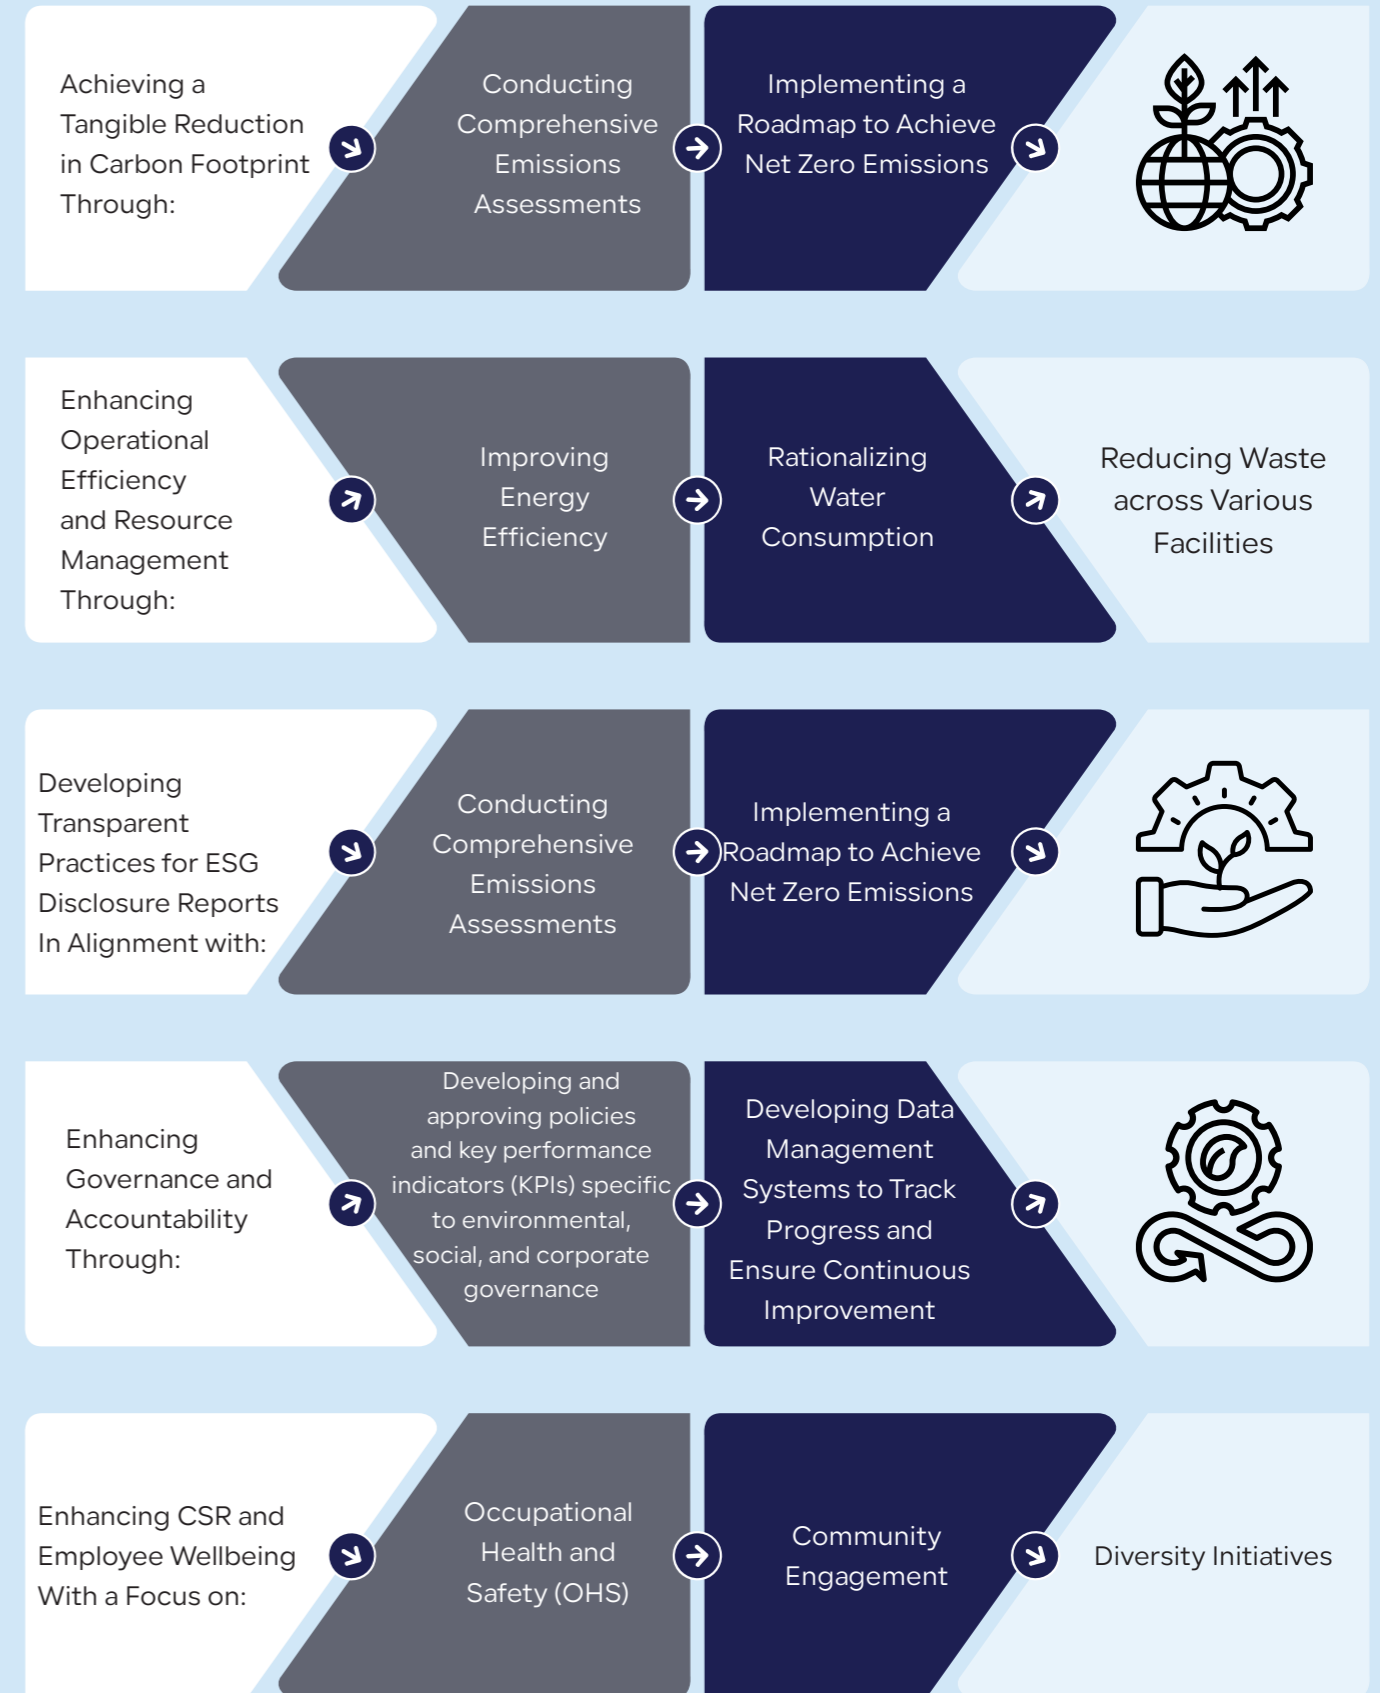 Achieving a
Tangible Reduction
in Carbon Footprint
Through:
Conducting
Comprehensive
Emissions
Assessments
Implementing a
Roadmap to Achieve
Net Zero Emissions
Enhancing
Operational
Efficiency
and Resource
Management
Through:
Improving
Energy
Efficiency
Rationalizing
Water
Consumption
Reducing Waste
across Various
Facilities
Developing
Transparent
Practices for ESG
Disclosure Reports
In Alignment with:
Conducting
Comprehensive
Emissions
Assessments
Implementing a
Roadmap to Achieve
Net Zero Emissions
Enhancing
Governance and
Accountability
Through:
Developing and
approving policies
and key performance
indicators (KPIs) specific
to environmental,
social, and corporate
governance
Developing Data
Management
Systems to Track
Progress and
Ensure Continuous
Improvement
Enhancing CSR and
Employee Wellbeing
With a Focus on:
Occupational
Health and
Safety (OHS)
Community
Engagement
Diversity Initiatives